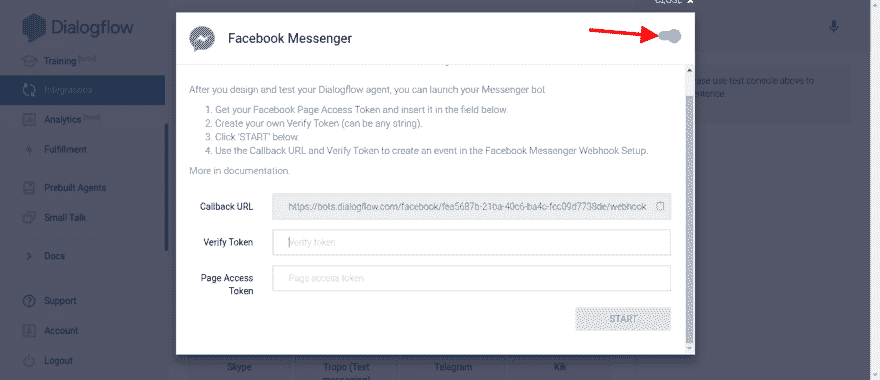 CLOSE ×
Dialogflow
Training [beta]
Integrations
Analytics [beta]
Fulfillment
Prebuilt Agents
Small Talk
Docs
Support
Account
Logout
Facebook Messenger
After you design and test your Dialogflow agent, you can launch your Messenger bot
1. Get your Facebook Page Access Token and insert it in the field below.
2. Create your own Verify Token (can be any string).
3. Click 'START' below.
4. Use the Callback URL and Verify Token to create an event in the Facebook Messenger Webhook Setup.
More in documentation.
Callback URL
https://bots.dialogflow.com/facebook/fea5687b-21ba-40c6-ba4c-fcc09d7738de/webhook
Verify Token
Verify token
Page Access
Token
Page access token
START
use test console above to
Skype
Tropo (Text
Telegram
Kik